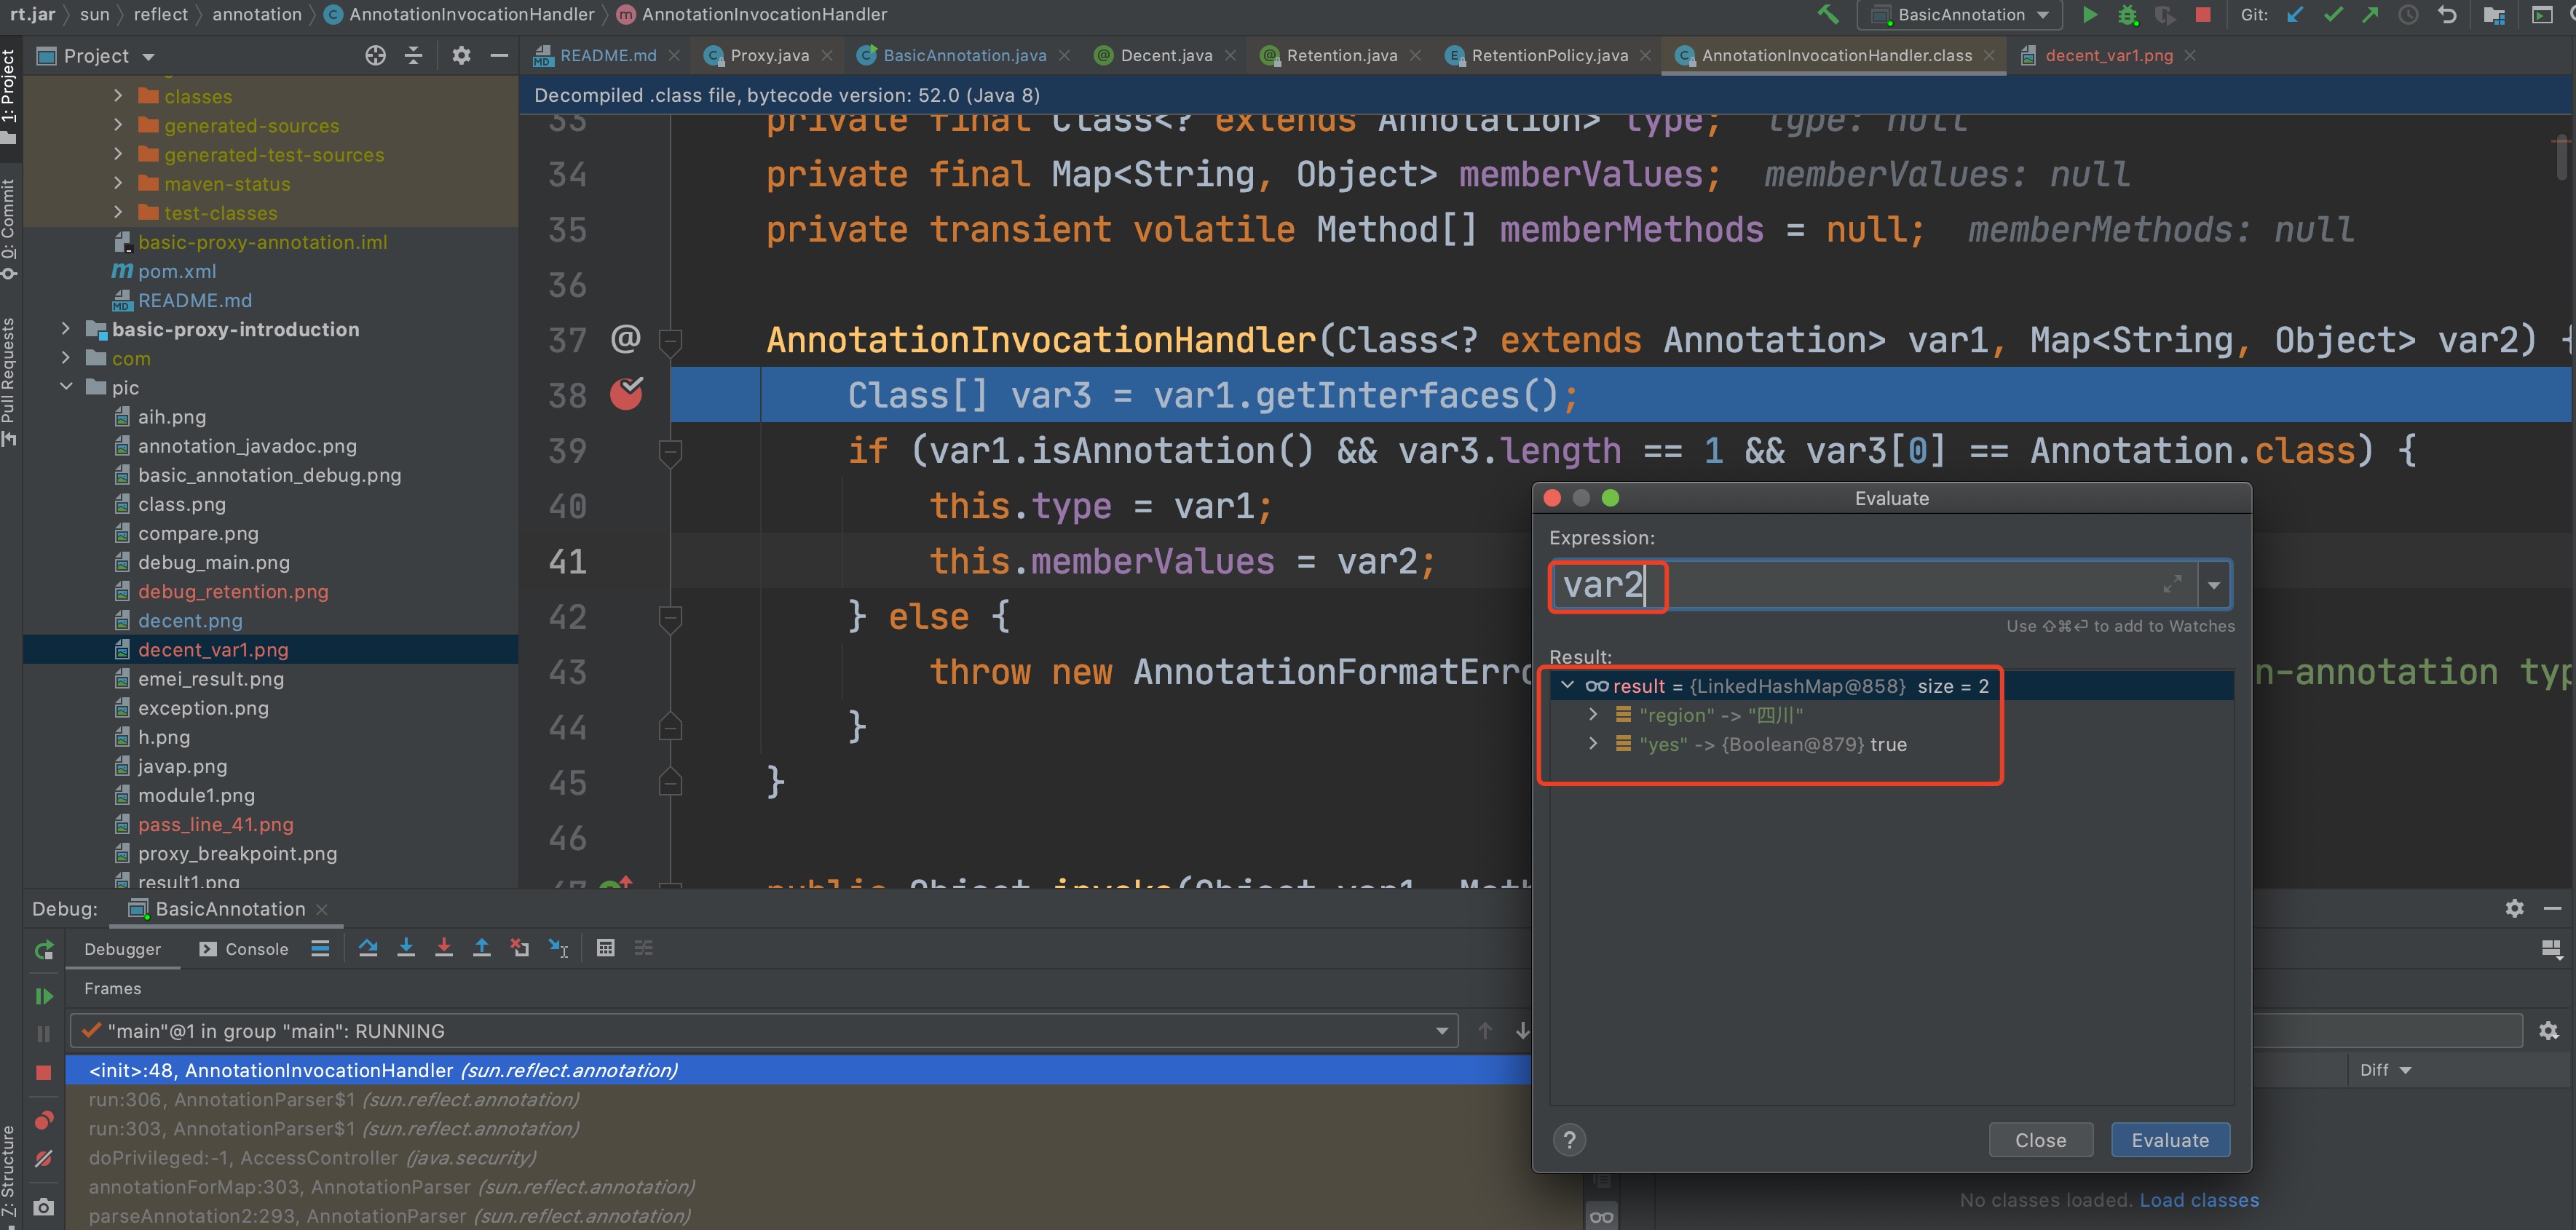 rt.jar sun reflect annotation AnnotationInvocationHandler AnnotationInvocationHandler
BasicAnnotation
Git:
Project
README.md
Proxy.java
BasicAnnotation.java
Decent.java
Retention.java
RetentionPolicy.java
AnnotationInvocationHandler.class
decent_var1.png
1: Project
0: Commit
Pull Requests
7: Structure
classes
generated-sources
generated-test-sources
maven-status
test-classes
basic-proxy-annotation.iml
pom.xml
README.md
basic-proxy-introduction
com
pic
aih.png
annotation_javadoc.png
basic_annotation_debug.png
class.png
compare.png
debug_main.png
debug_retention.png
decent.png
decent_var1.png
emei_result.png
exception.png
h.png
javap.png
module1.png
pass_line_41.png
proxy_breakpoint.png
result1.png
Decompiled .class file, bytecode version: 52.0 (Java 8)
33 private final Class<? extends Annotation> type; type: null
34 private final Map<String, Object> memberValues; memberValues: null
35 private transient volatile Method[] memberMethods = null; memberMethods: null
36
37 @ AnnotationInvocationHandler(Class<? extends Annotation> var1, Map<String, Object> var2) {
38 Class[] var3 = var1.getInterfaces();
39 if (var1.isAnnotation() && var3.length == 1 && var3[0] == Annotation.class) {
40 this.type = var1;
41 this.memberValues = var2;
42 } else {
43 throw new AnnotationFormatErro n-annotation typ
44 }
45 }
46
47 public Object invoke(Object var1, Meth
Evaluate
Expression:
var2
Use ⇧⌘⏎ to add to Watches
Result:
result = {LinkedHashMap@858} size = 2
"region" -> "四川"
"yes" -> {Boolean@879} true
?
Close
Evaluate
Debug: BasicAnnotation
Debugger
Console
Frames
"main"@1 in group "main": RUNNING
<init>:48, AnnotationInvocationHandler (sun.reflect.annotation)
run:306, AnnotationParser$1 (sun.reflect.annotation)
run:303, AnnotationParser$1 (sun.reflect.annotation)
doPrivileged:-1, AccessController (java.security)
annotationForMap:303, AnnotationParser (sun.reflect.annotation)
parseAnnotation2:293, AnnotationParser (sun.reflect.annotation)
Diff
No classes loaded. Load classes